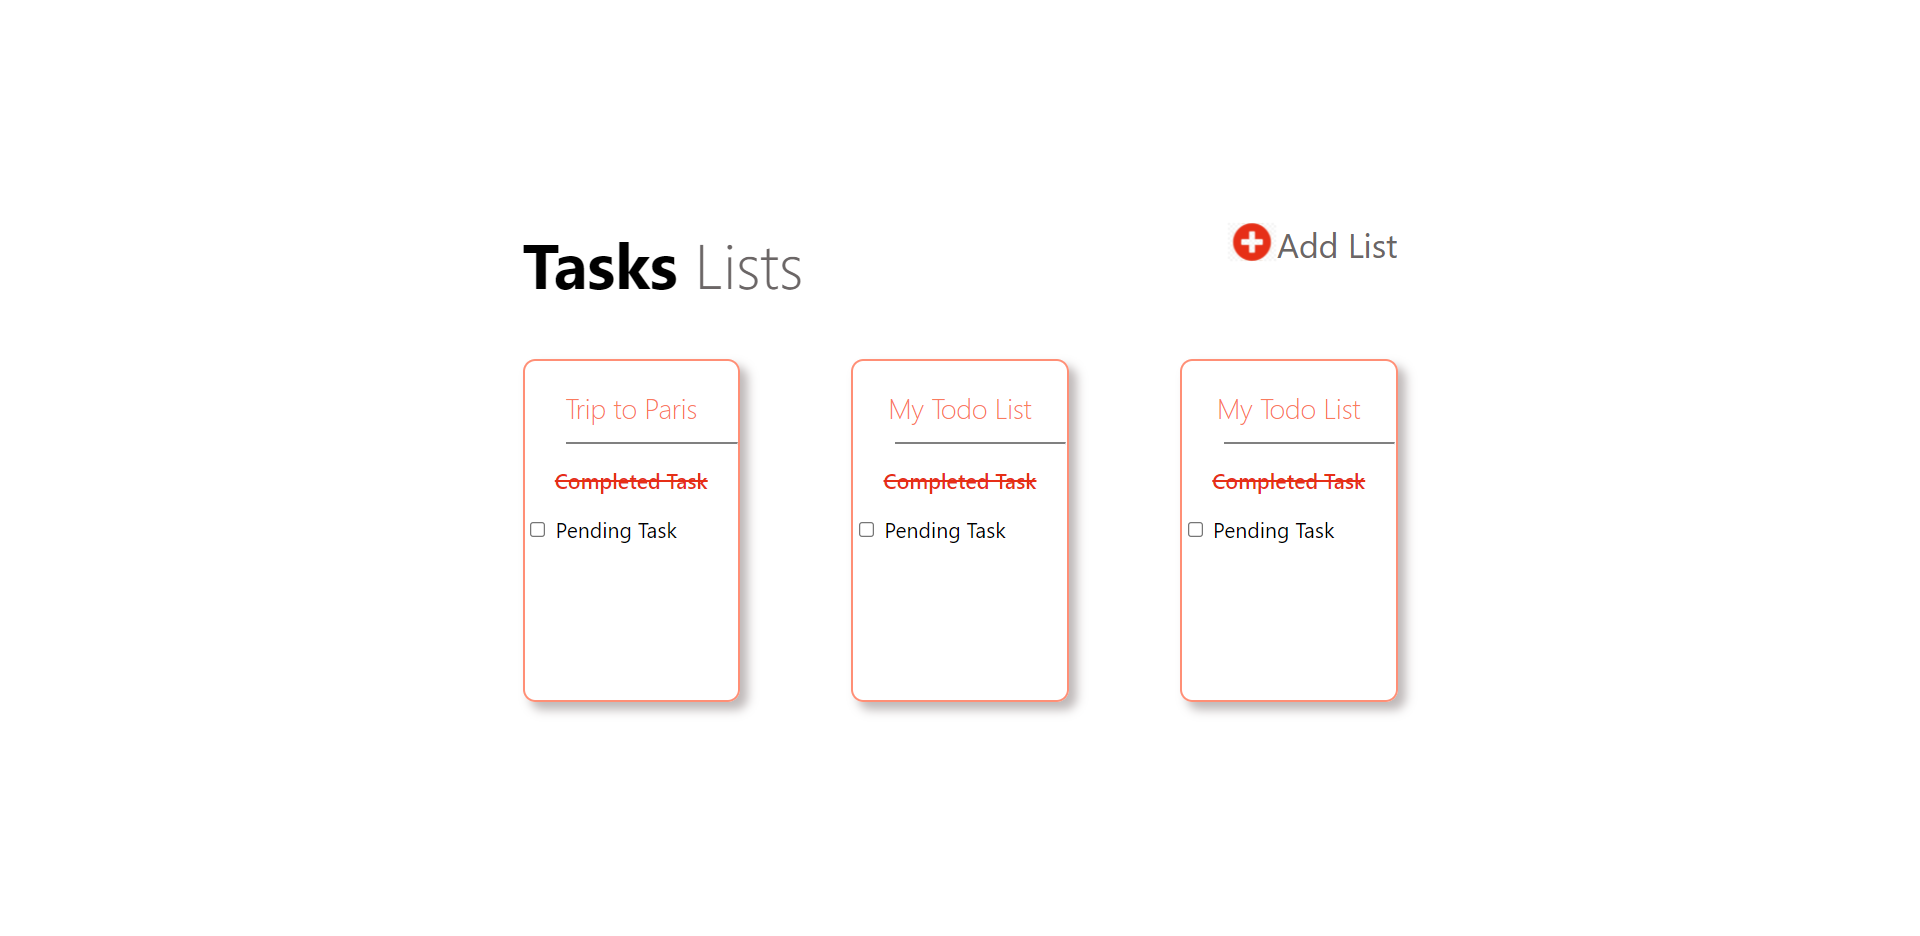 Tasks Lists
Add List
Trip to Paris
Completed Task
Pending Task
My Todo List
Completed Task
Pending Task
My Todo List
Completed Task
Pending Task